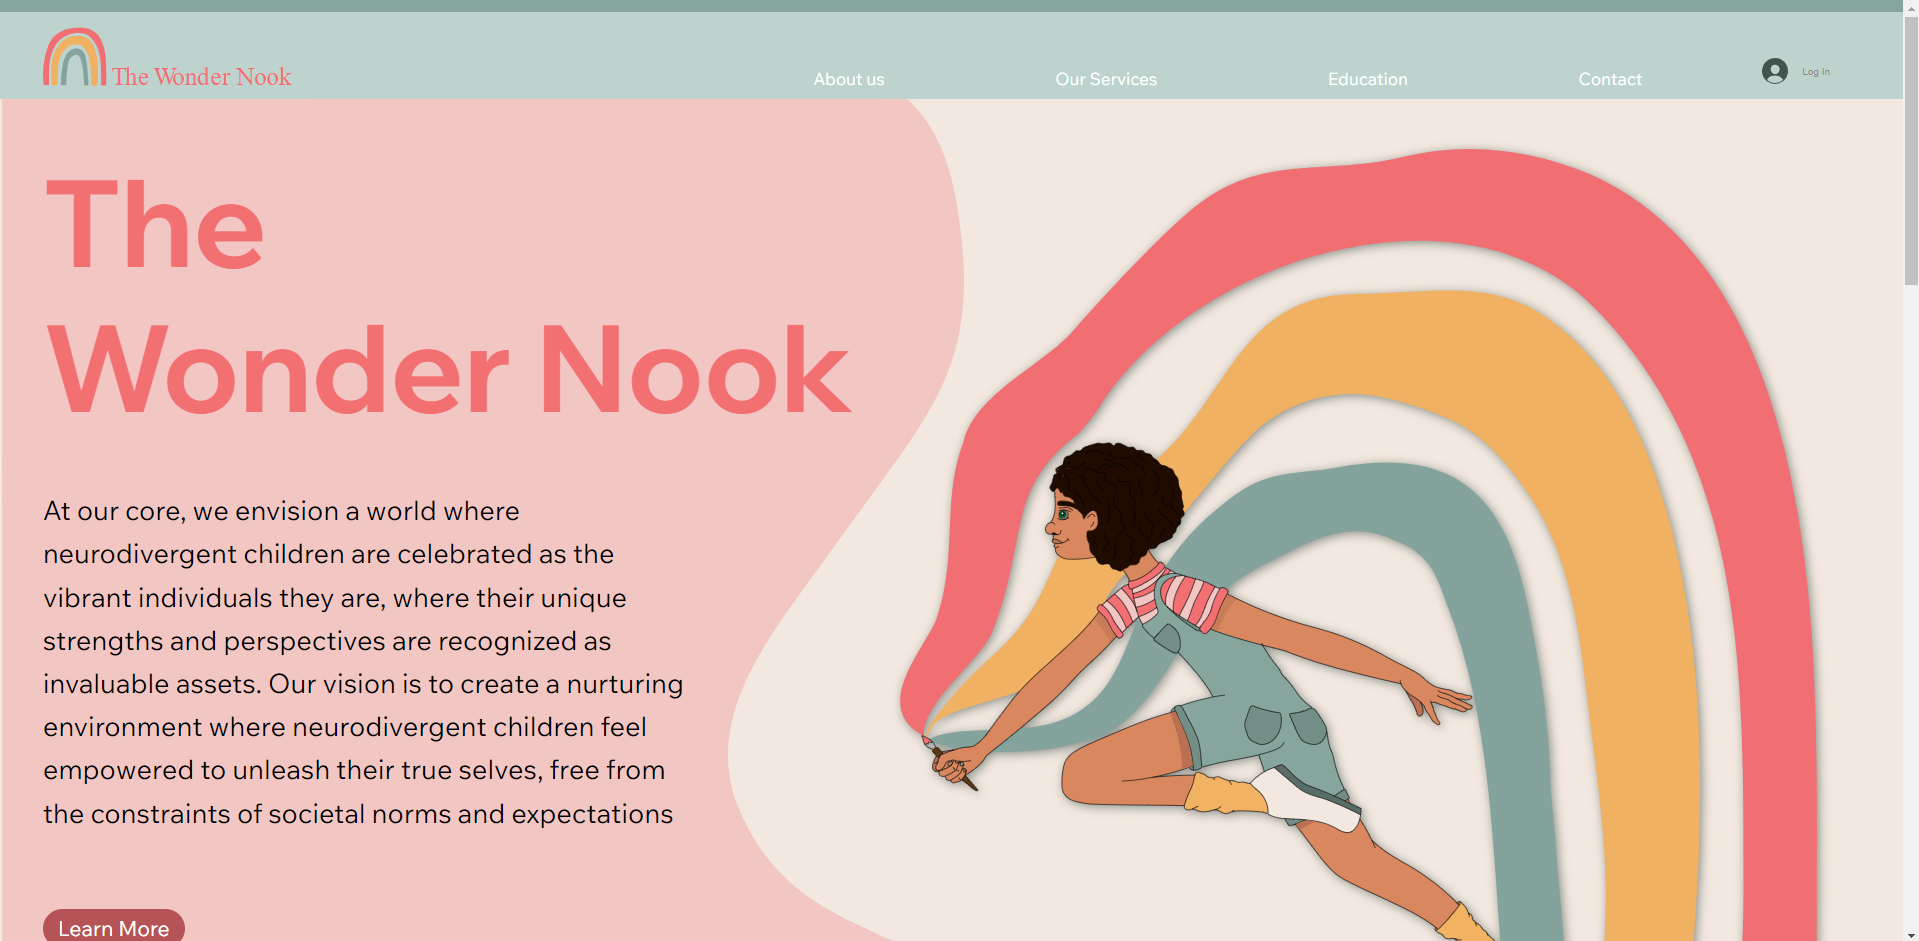 The Wonder Nook
About us
Our Services
Education
Contact
Log In
The
Wonder Nook
At our core, we envision a world where
neurodivergent children are celebrated as the
vibrant individuals they are, where their unique
strengths and perspectives are recognized as
invaluable assets. Our vision is to create a nurturing
environment where neurodivergent children feel
empowered to unleash their true selves, free from
the constraints of societal norms and expectations
Learn More